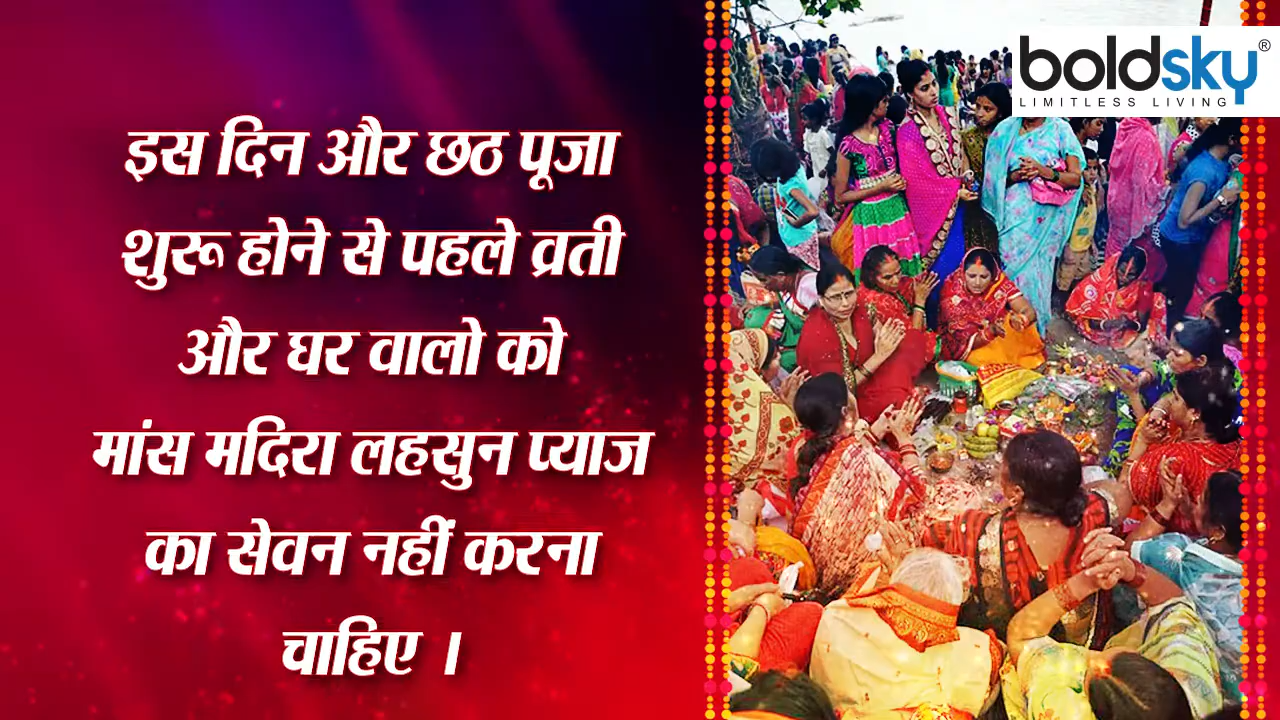 इस दिन और छठ पूजा
शुरू होने से पहले व्रती
और घर वालो को
मांस मदिरा लहसुन प्याज
का सेवन नहीं करना
चाहिए ।
boldsky®
LIMITLESS LIVING